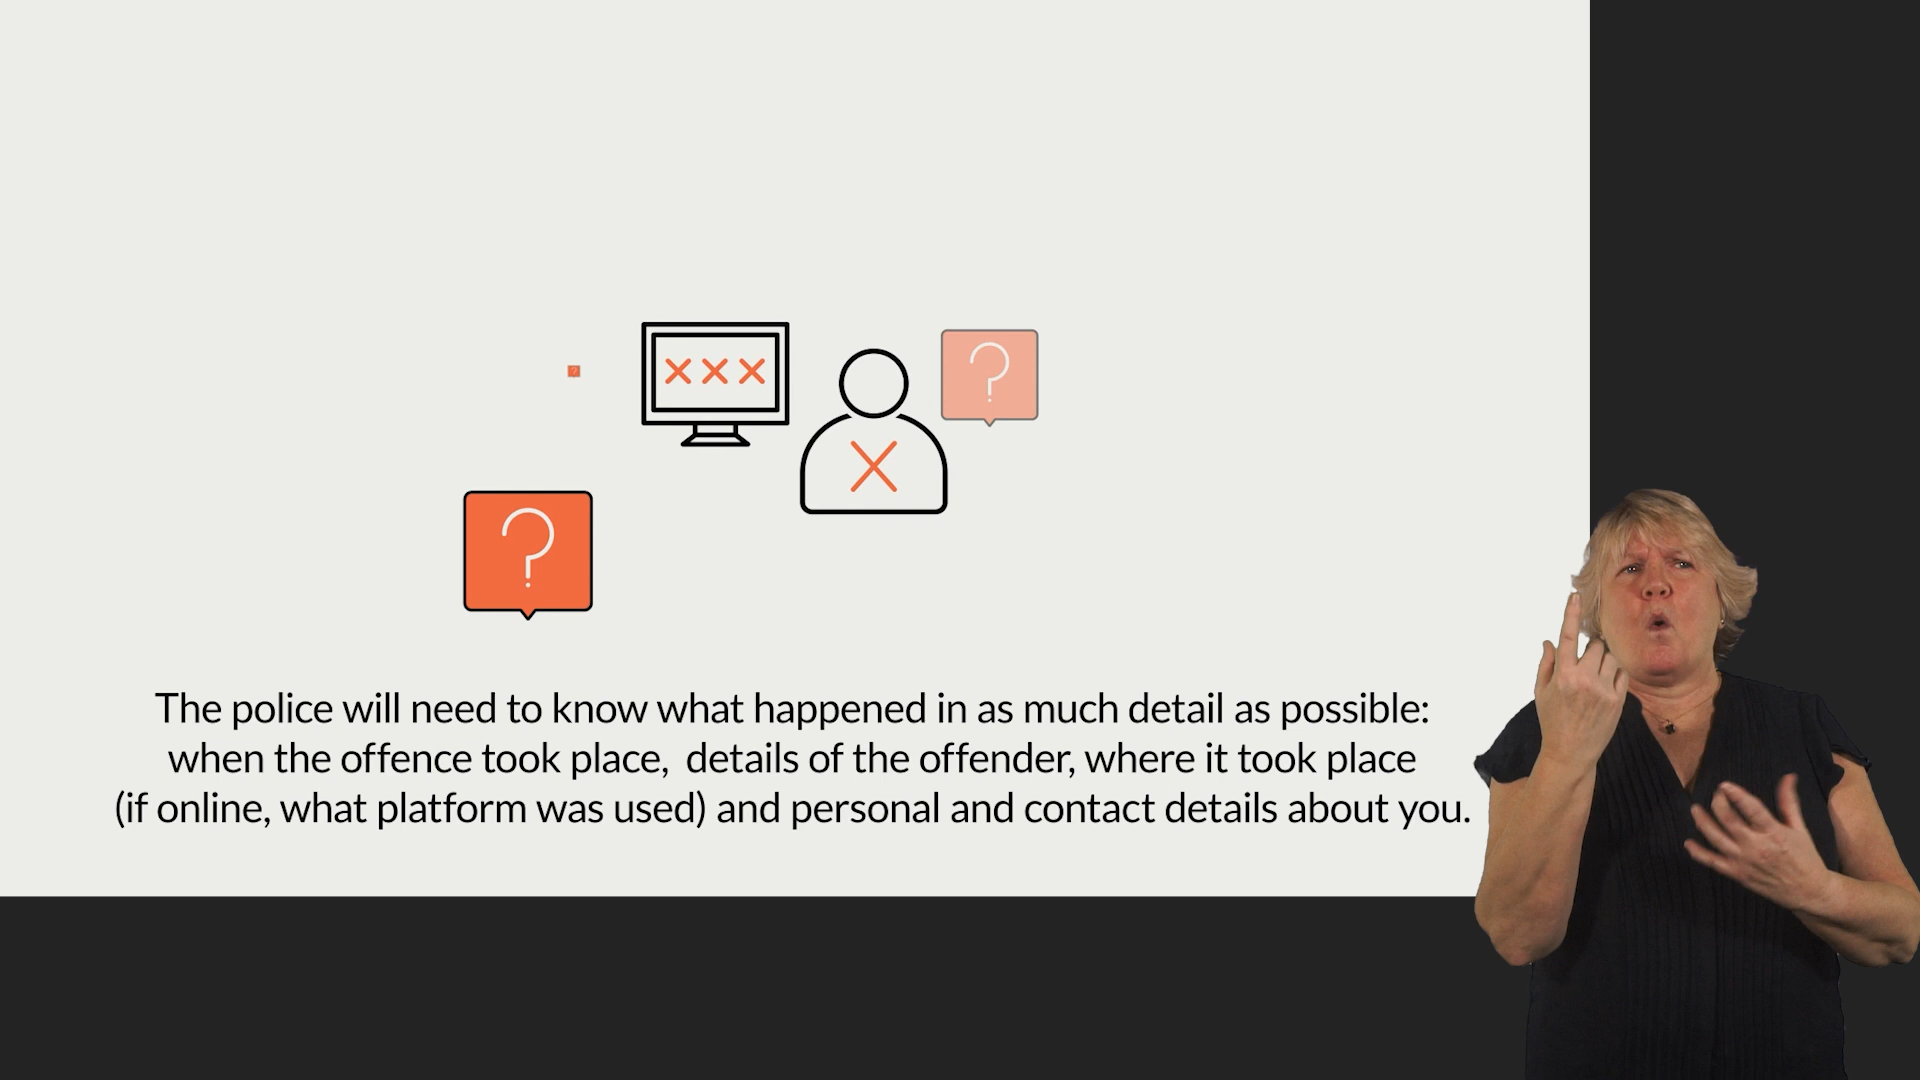 ?
?
The police will need to know what happened in as much detail as possible:
when the offence took place, details of the offender, where it took place
(if online, what platform was used) and personal and contact details about you.